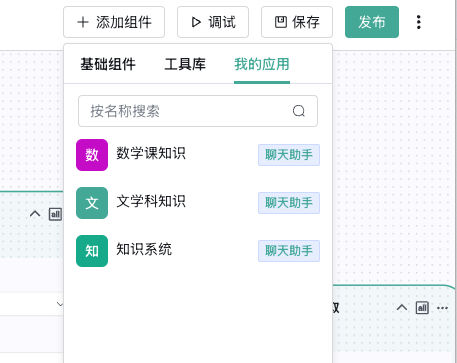 添加组件 调试 保存 发布
基础组件 工具库 我的应用
按名称搜索
数 数学课知识 聊天助手
文 文学科知识 聊天助手
知 知识系统 聊天助手